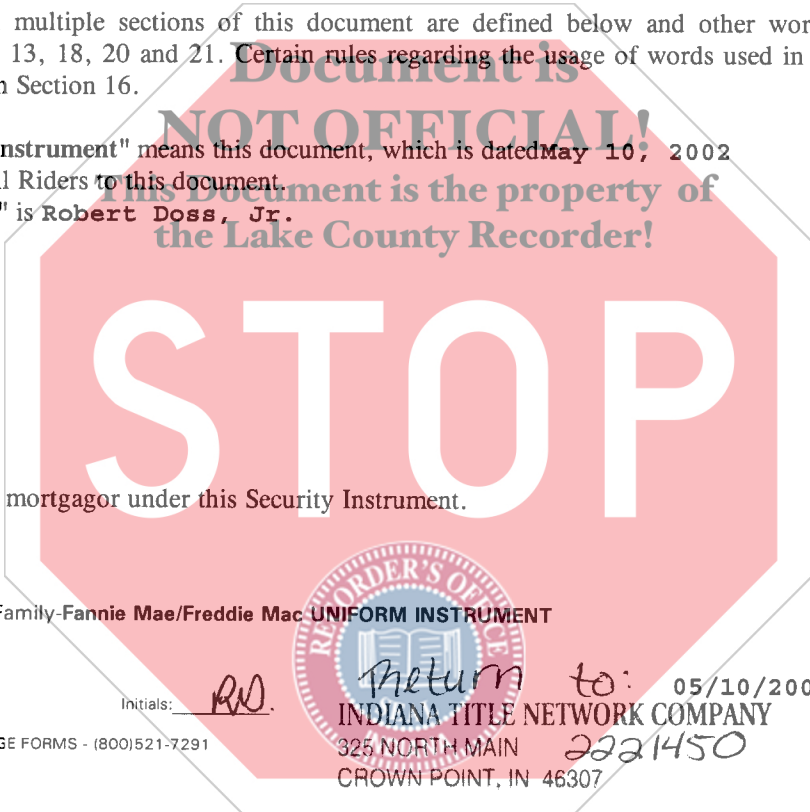 multiple sections of this document are defined below and other wor
13, 18, 20 and 21. Certain rules regarding the usage of words used in
Section 16.
Document is
NOT OFFICIAL!
This Document is the property of
the Lake County Recorder!
nstrument" means this document, which is dated May 10, 2002
l Riders to this document.
" is Robert Doss, Jr.
STOP
mortgagor under this Security Instrument.
RECORDER'S OFFICE
Family-Fannie Mae/Freddie Mac UNIFORM INSTRUMENT
Initials: RD.
Return to: 05/10/200
INDIANA TITLE NETWORK COMPANY
GE FORMS - (800)521-7291
325 NORTH MAIN 2221450
CROWN POINT, IN 46307